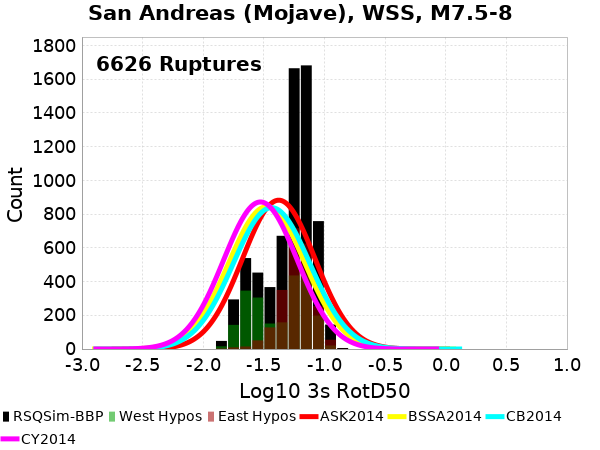 San Andreas (Mojave), WSS, M7.5-8
6626 Ruptures
Count
1800
1600
1400
1200
1000
800
600
400
200
0
-3.0 -2.5 -2.0 -1.5 -1.0 -0.5 0.0 0.5 1.0
Log10 3s RotD50
RSQSim-BBP West Hypos East Hypos ASK2014 BSSA2014 CB2014
CY2014